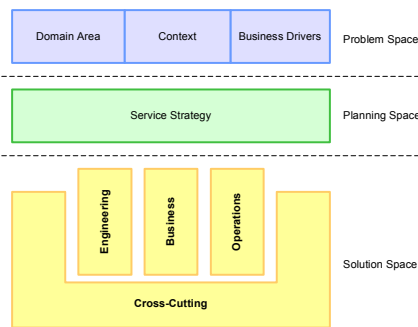 Domain Area
Context
Business Drivers
Problem Space
Service Strategy
Planning Space
Engineering
Business
Operations
Solution Space
Cross-Cutting